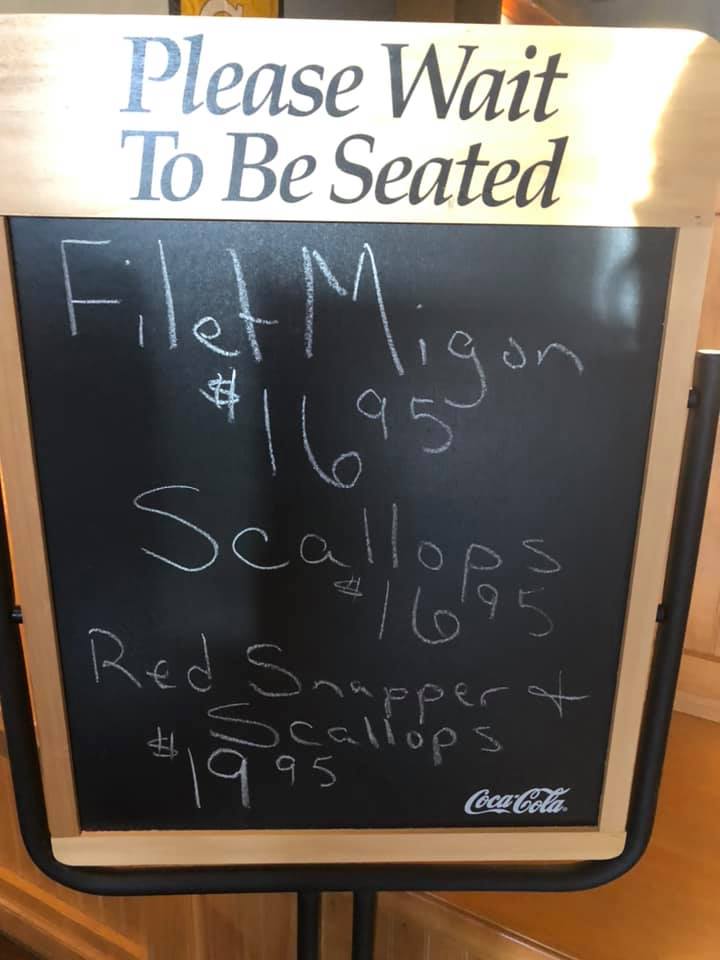 Please Wait
To Be Seated
Filet Migon
$16 95
Scallops
$16 95
Red Snapper &
Scallops
$19 95
Coca-Cola